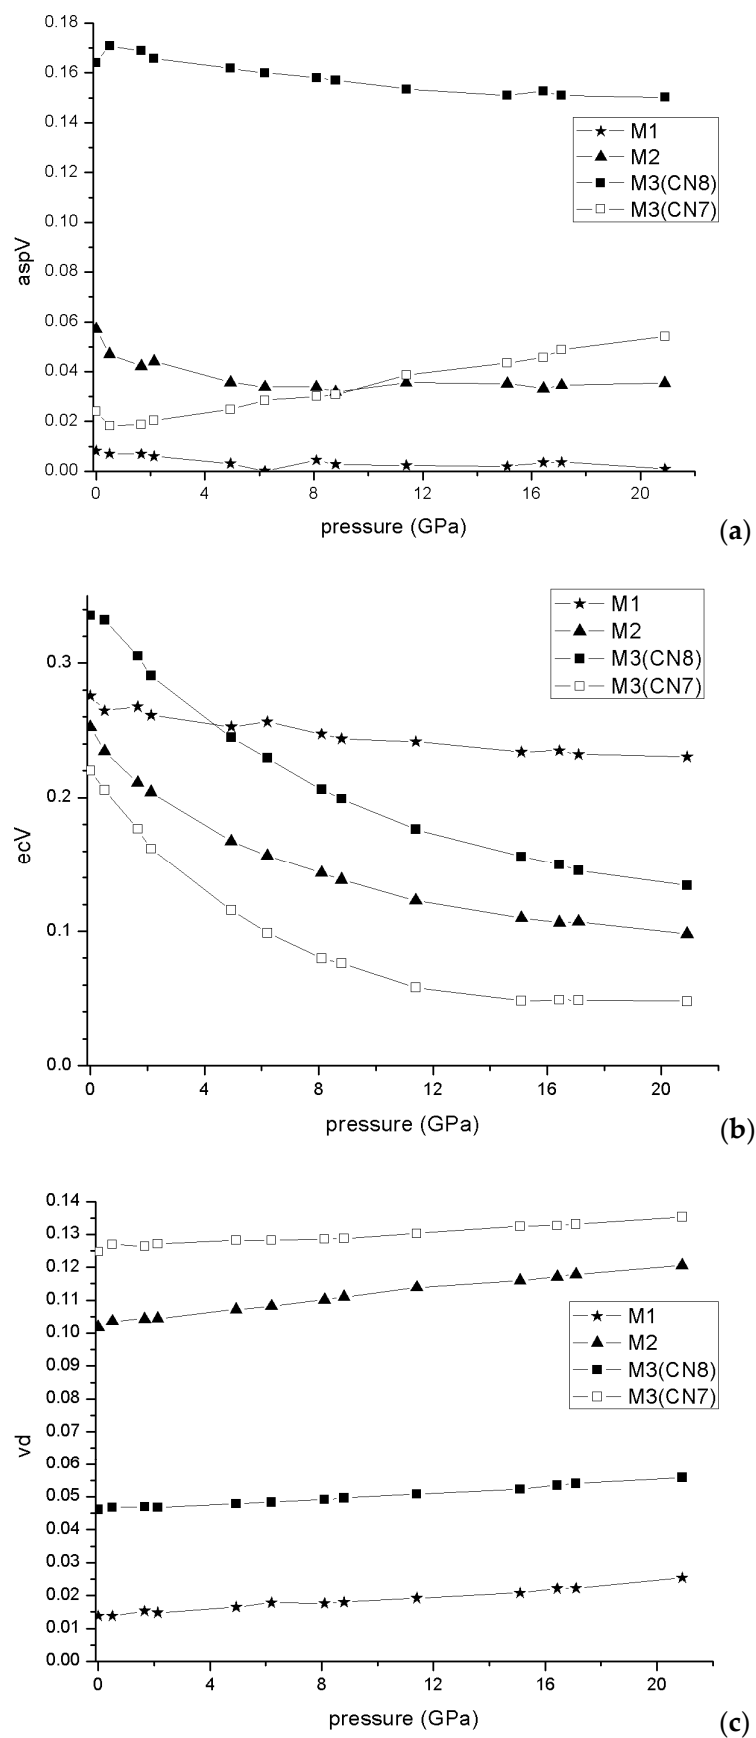 0.18
0.16
0.14
0.12
0.10
0.08
0.06
0.04
0.02
0.00
aspV
M1
M2
M3(CN8)
M3(CN7)
0 4 8 12 16 20
pressure (GPa)
(a)
0.3
0.2
0.1
0.0
ecV
M1
M2
M3(CN8)
M3(CN7)
0 4 8 12 16 20
pressure (GPa)
(b)
0.14
0.13
0.12
0.11
0.10
0.09
0.08
0.07
0.06
0.05
0.04
0.03
0.02
0.01
0.00
vd
M1
M2
M3(CN8)
M3(CN7)
0 4 8 12 16 20
pressure (GPa)
(c)